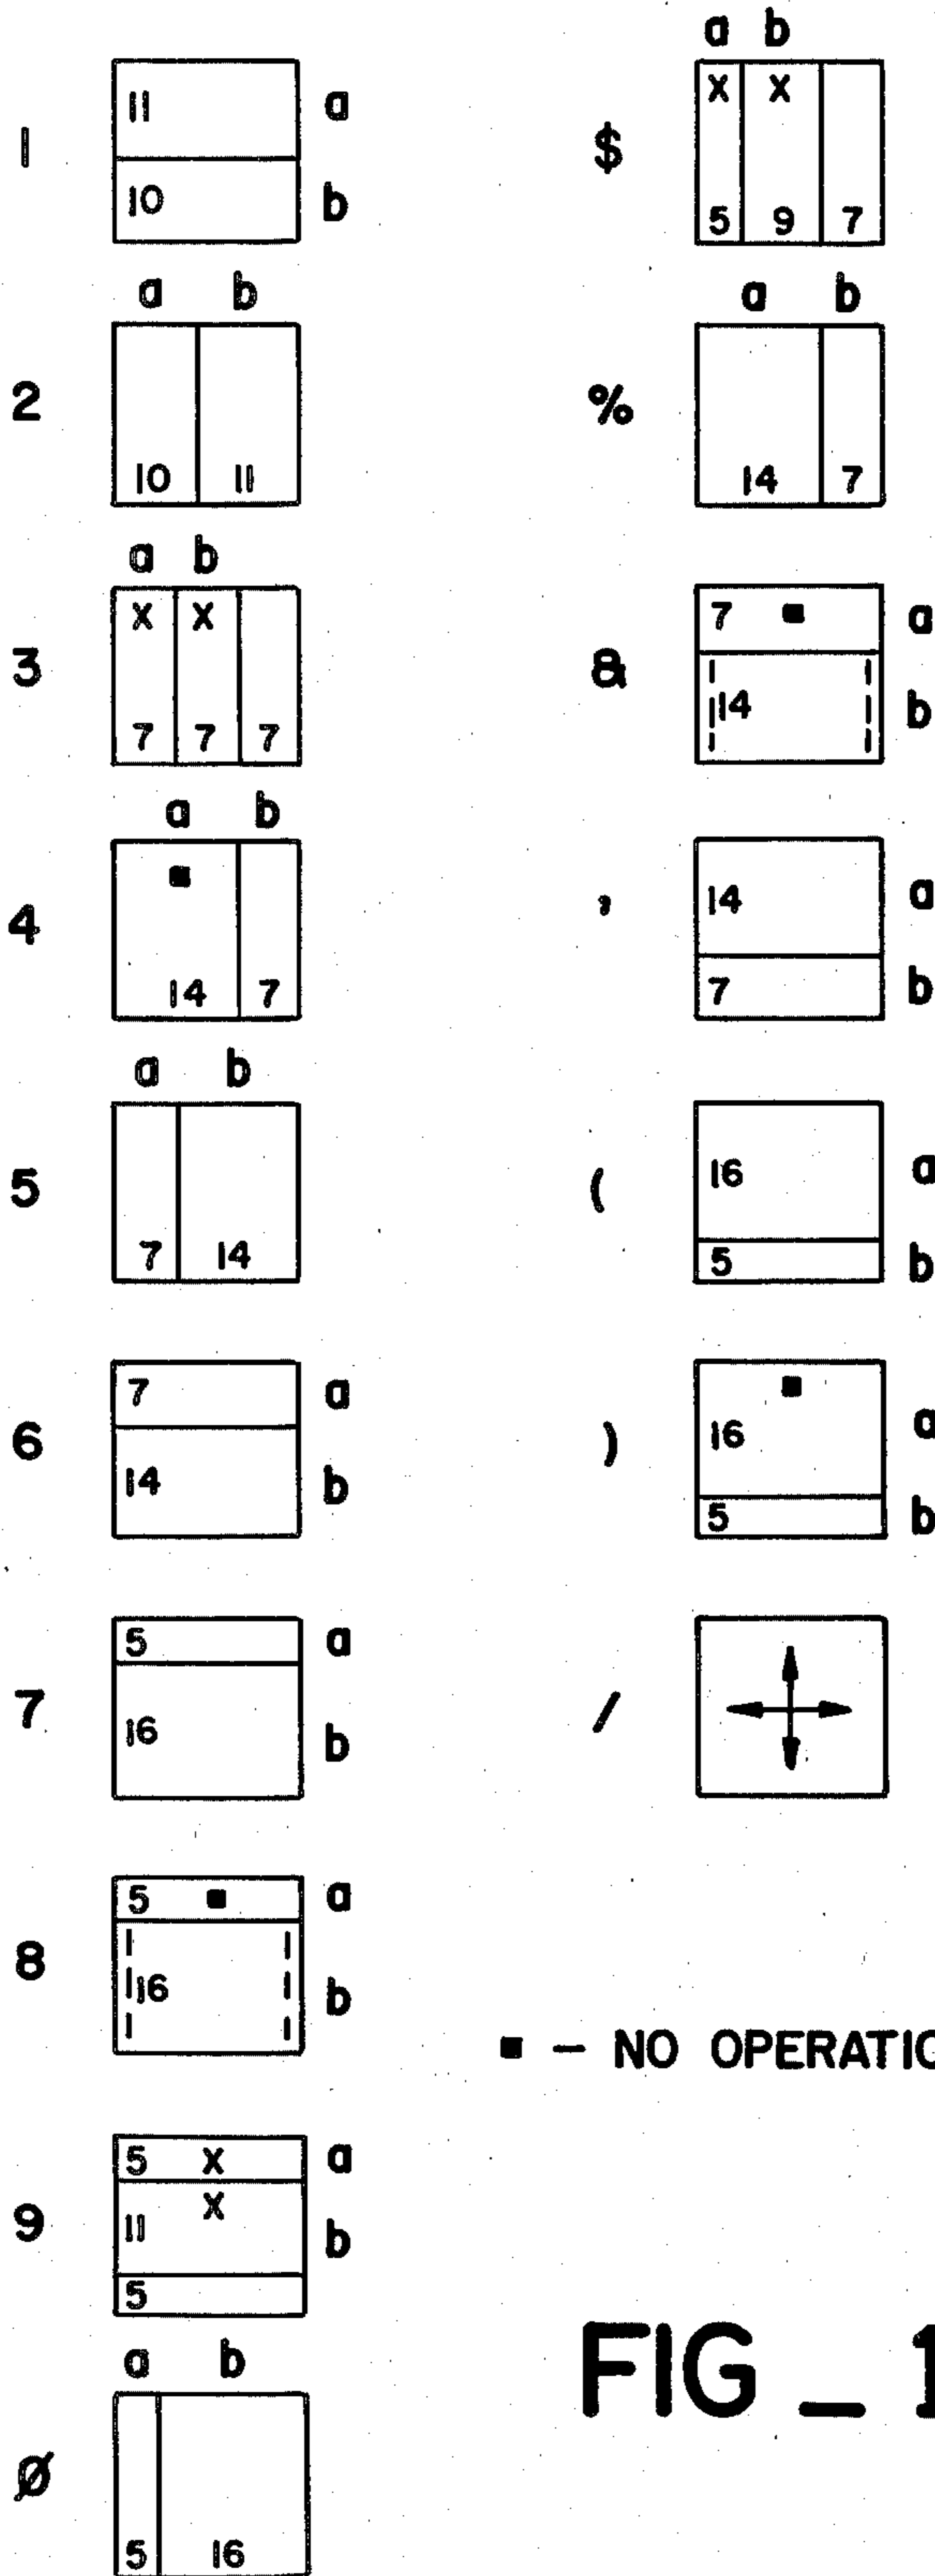 a b
1 11 a $ X X
10 b 5 9 7
a b a b
2 10 11 % 14 7
a b
3 X X & 7 ■ a
7 7 7 14 b
a b
4 ■ , 14 a
14 7 7 b
a b
5 7 14 ( 16 a
5 b
6 7 a ) ■ 16 a
14 b 5 b
7 5 a /
16 b
8 5 ■ a
16 b
■ – NO
9 5 X a
11 X b
5
a b
FIG _
Ø 5 16